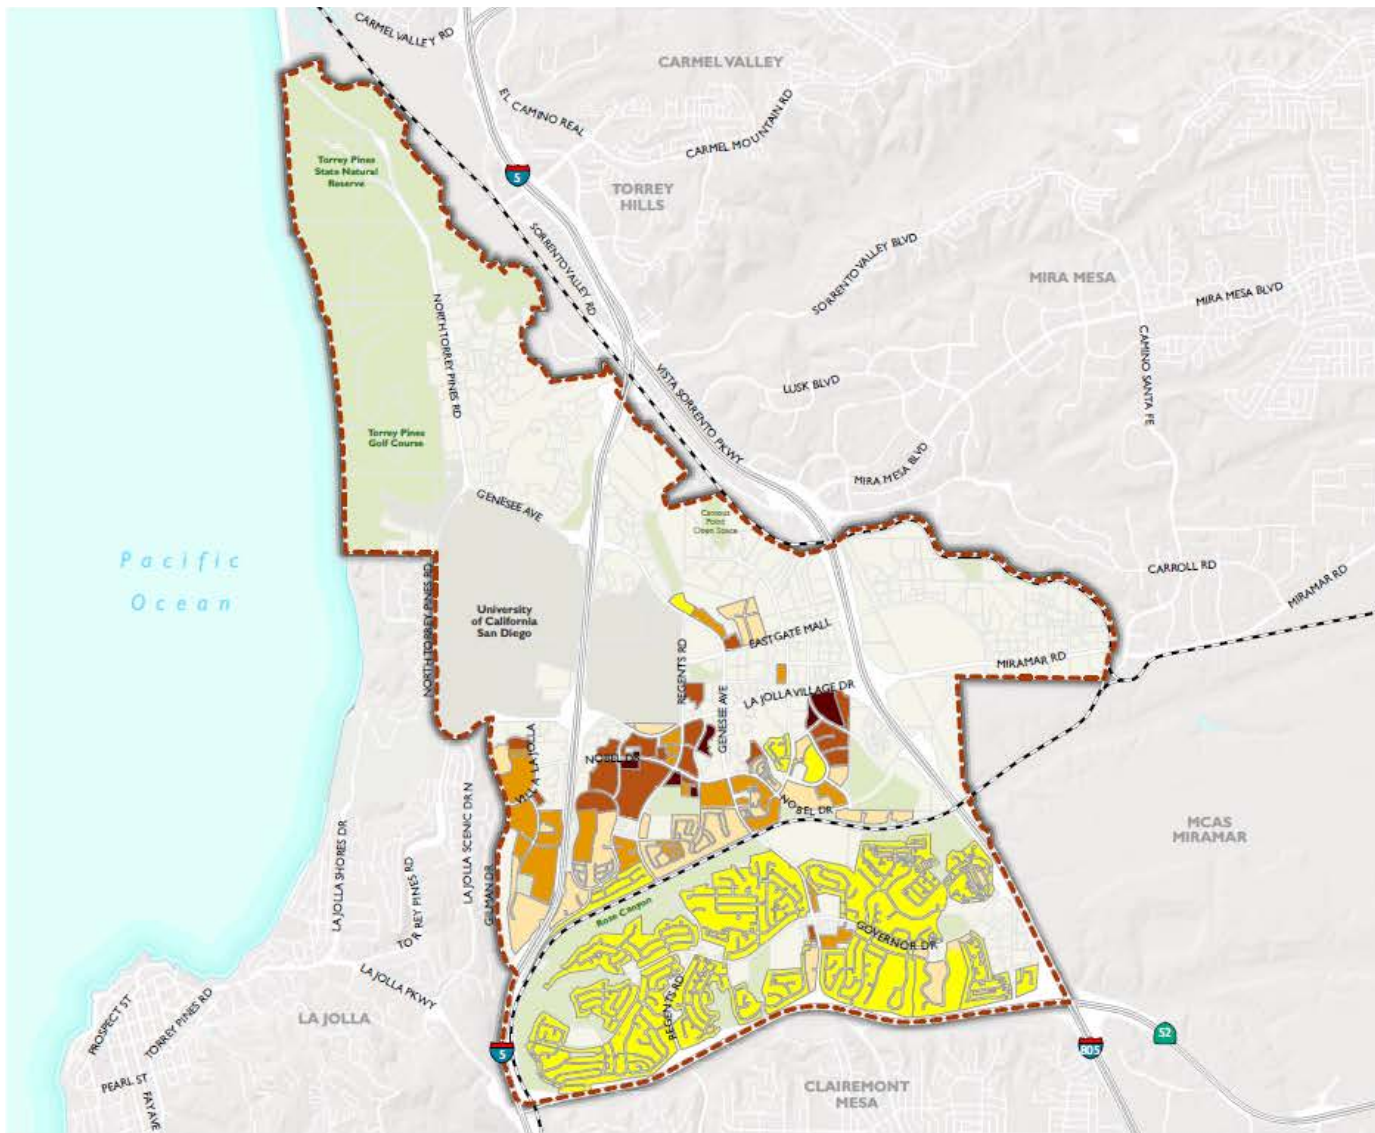 CARMEL VALLEY RD
CARMEL VALLEY
EL CAMINO REAL
CARMEL MOUNTAIN RD
Torrey Pines
State Natural
Reserve
5
TORREY
HILLS
SORRENTO VALLEY RD
SORRENTO VALLEY BLVD
MIRA MESA
MIRA MESA BLVD
NORTH TORREY PINES RD
CAMINO SANTA FE
VISTA SORRENTO PKWY
LUSK BLVD
Torrey Pines
Golf Course
MIRA MESA BLVD
GENESEE AVE
Carroll
Point
Open Space
Pacific
Ocean
CARROLL RD
MIRAMAR RD
NORTH TORREY PINES RD
University
of California
San Diego
EASTGATE MALL
REGENTS RD
MIRAMAR RD
LA JOLLA VILLAGE DR
GENESEE AVE
VILLA LA JOLLA
NOBEL DR
NOBEL DR
LA JOLLA SCENIC DR N
MCAS
MIRAMAR
LA JOLLA SHORES DR
TORREY PINES RD
GILMAN DR
Rose Canyon
GOVERNOR DR
LA JOLLA PKWY
REGENTS RD
PROSPECT ST
TORREY PINES RD
LA JOLLA
52
5
805
PEARL ST
FAY AVE
CLAIREMONT
MESA